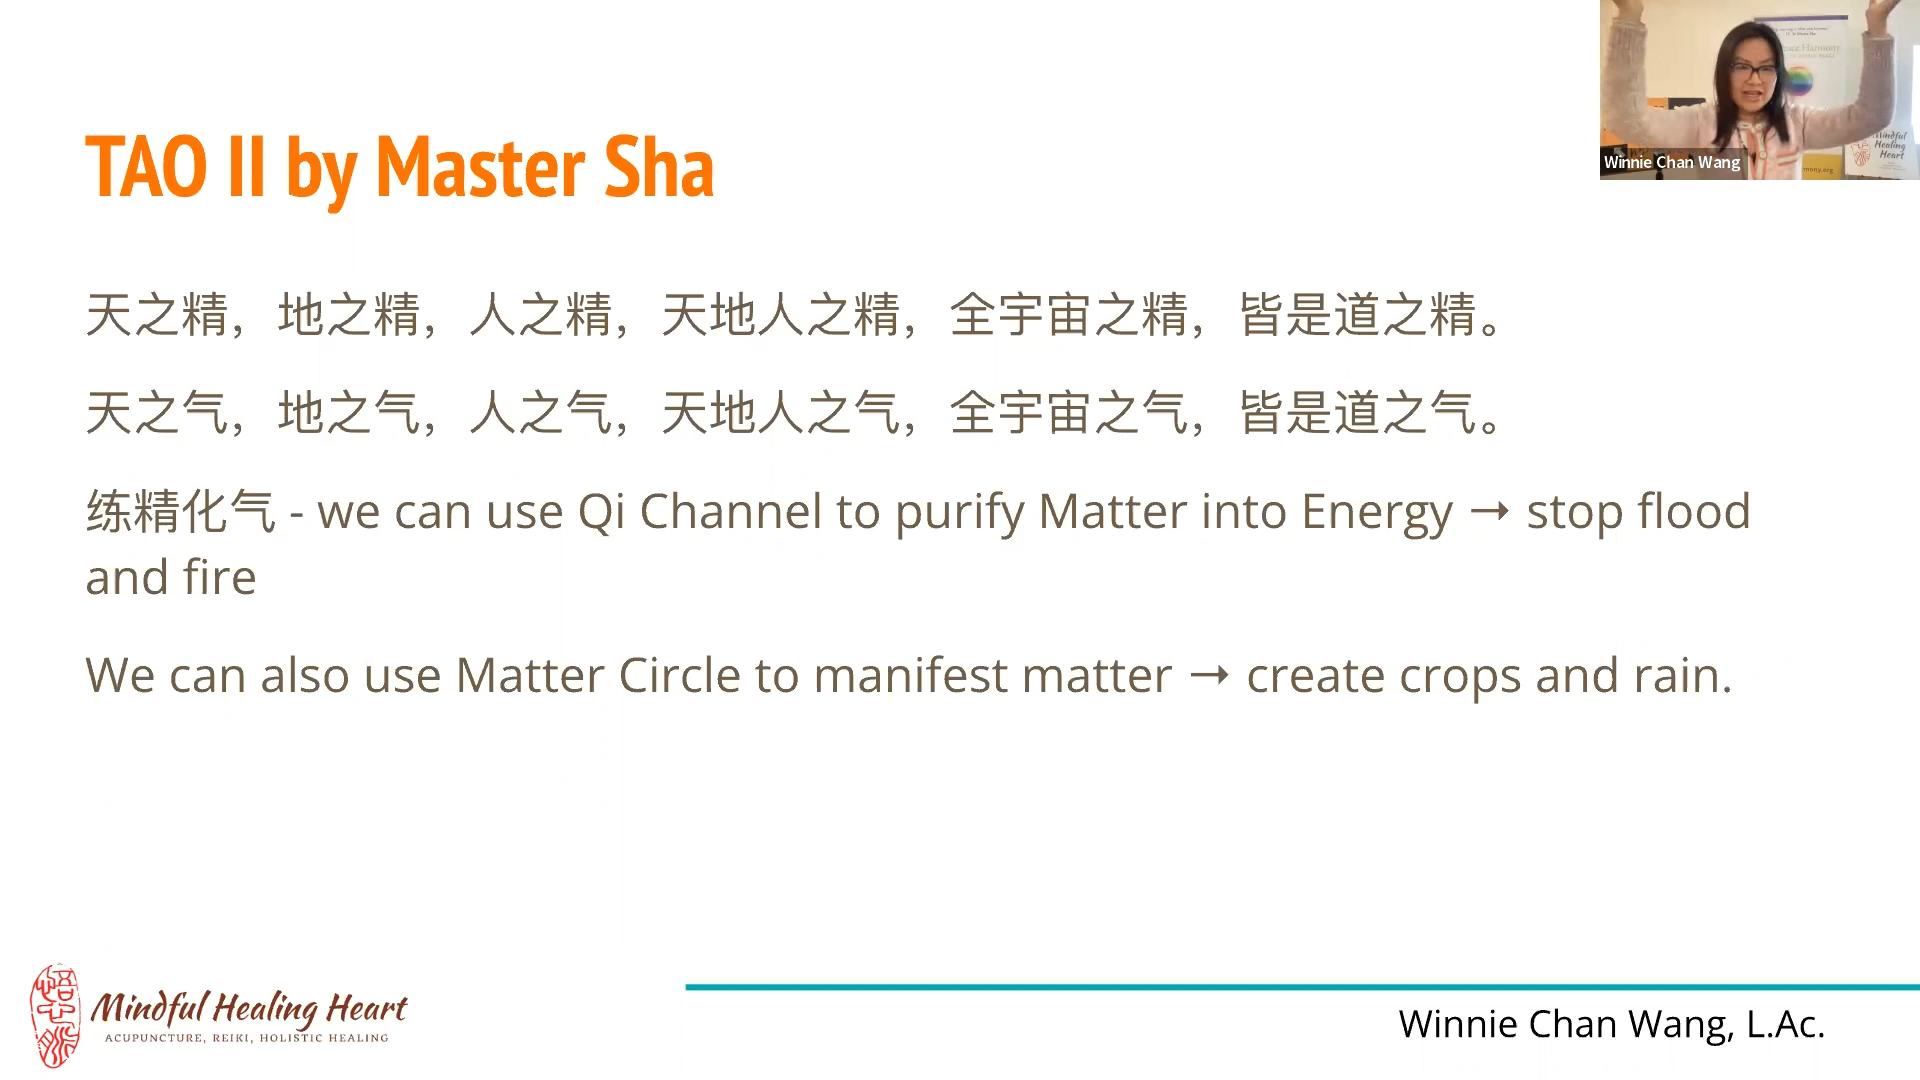 TAO II by Master Sha
天之精，地之精，人之精，天地人之精，全宇宙之精，皆是道之精。
天之气，地之气，人之气，天地人之气，全宇宙之气，皆是道之气。
练精化气 - we can use Qi Channel to purify Matter into Energy → stop flood
and fire
We can also use Matter Circle to manifest matter → create crops and rain.
Winnie Chan Wang
Mindful
Healing
Heart
Mindful Healing Heart
ACUPUNCTURE, REIKI, HOLISTIC HEALING
Winnie Chan Wang, L.Ac.